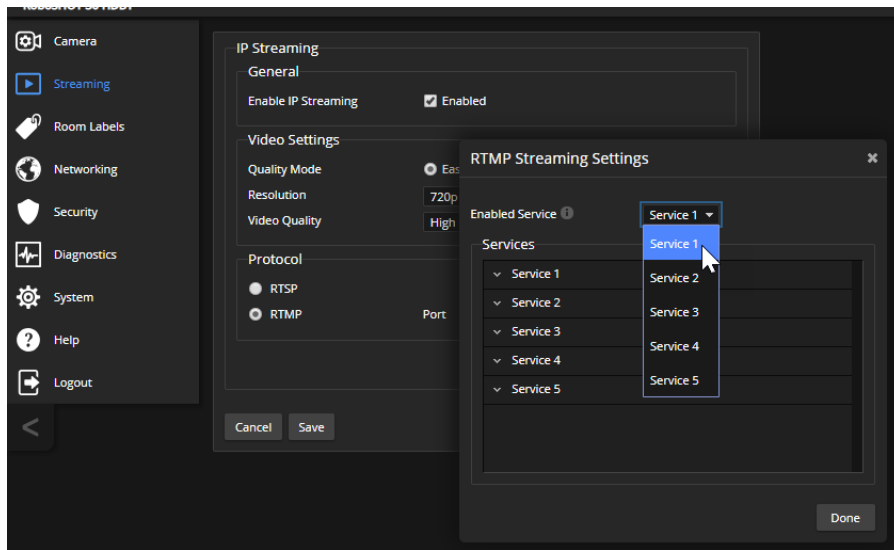 Camera
Streaming
Room Labels
Networking
Security
Diagnostics
System
Help
Logout
IP Streaming
General
Enable IP Streaming Enabled
Video Settings
Quality Mode
Resolution 720p
Video Quality High
Protocol
RTSP
RTMP Port
Cancel Save
RTMP Streaming Settings
Enabled Service Service 1
Services
Service 1
Service 2
Service 3
Service 4
Service 5
Service 1
Service 2
Service 3
Service 4
Service 5
Done